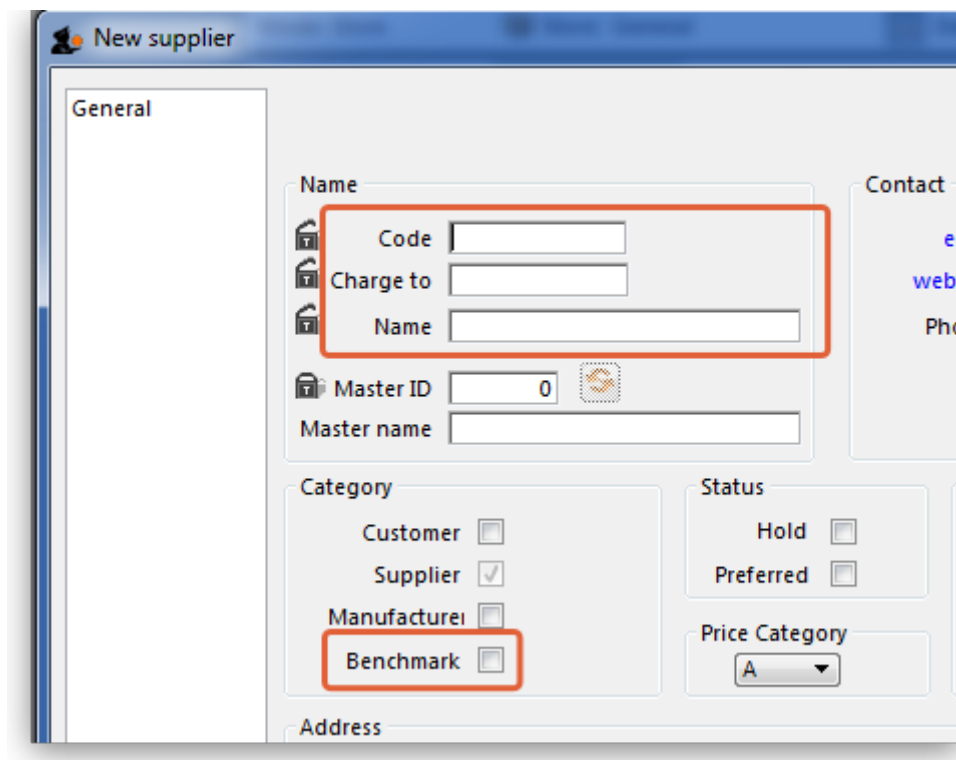 New supplier
General
Name
Contact
Code
Charge to
Name
e
web
Pho
Master ID 0
Master name
Category
Status
Customer
Hold
Supplier
Preferred
Manufacturer
Price Category
Benchmark
A
Address